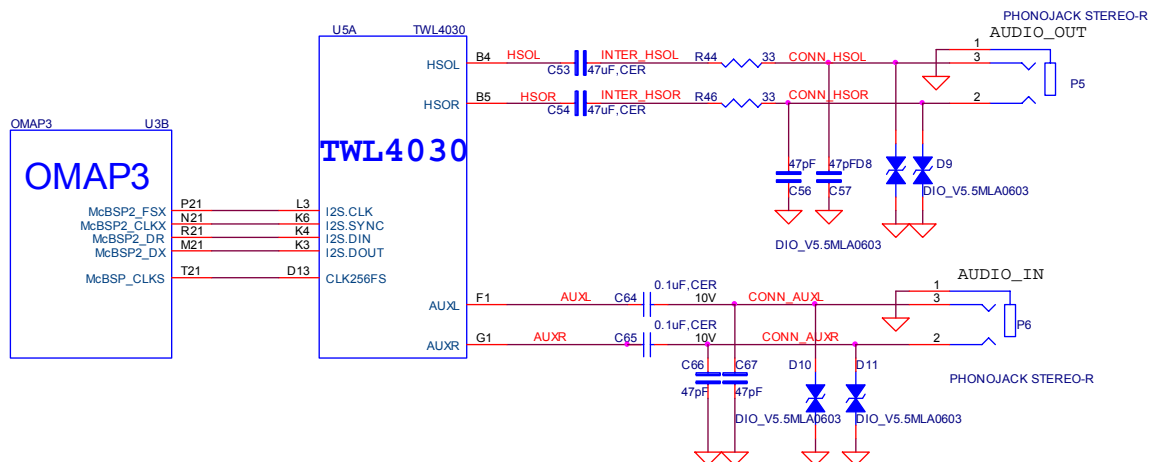 PHONOJACK STEREO-R
AUDIO_OUT
U5A TWL4030
HSOL B4 HSOL C53 47uF,CER INTER_HSOL R44 33 CONN_HSOL 1 3
P5
HSOR B5 HSOR C54 47uF,CER INTER_HSOR R46 33 CONN_HSOR 2
OMAP3 U3B
TWL4030
OMAP3
47pF 47pF D8 D9
C56 C57
DIO_V5.5MLA0603
DIO_V5.5MLA0603
McBSP2_FSX P21 L3 I2S.CLK
McBSP2_CLKX N21 K6 I2S.SYNC
McBSP2_DR R21 K4 I2S.DIN
McBSP2_DX M21 K3 I2S.DOUT
McBSP_CLKS T21 D13 CLK256FS
AUDIO_IN
0.1uF,CER
AUXL F1 AUXL C64 10V CONN_AUXL 1 3
P6
0.1uF,CER
AUXR G1 AUXR C65 10V CONN_AUXR 2
C66 C67 D10 D11
47pF 47pF
PHONOJACK STEREO-R
DIO_V5.5MLA0603 DIO_V5.5MLA0603